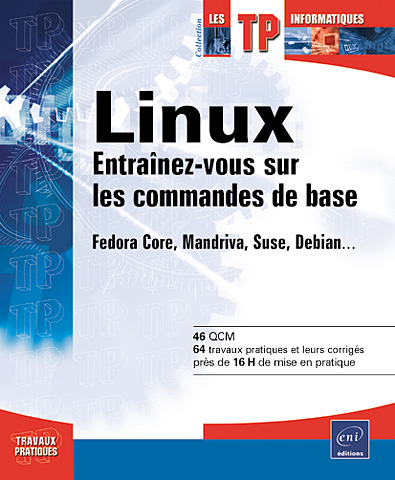 Collection
LES TP INFORMATIQUES
Linux
Entraînez-vous sur
les commandes de base
Fedora Core, Mandriva, Suse, Debian...
46 QCM
64 travaux pratiques et leurs corrigés
près de 16 H de mise en pratique
TRAVAUX
PRATIQUES
eni
éditions